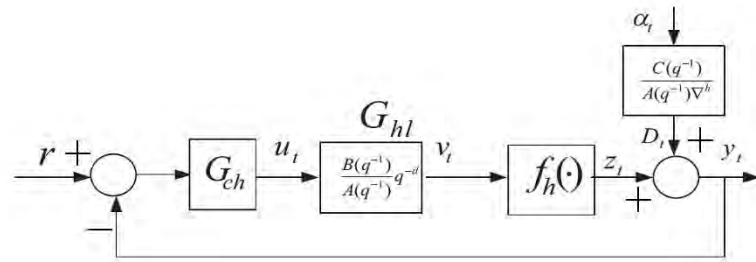 α_t
C(q⁻¹)
A(q⁻¹)∇ʰ
G_hl
D_t +
r + G_ch u_t B(q⁻¹) q⁻ᵈ v_t f_h(·) z_t y_t
A(q⁻¹)
− +